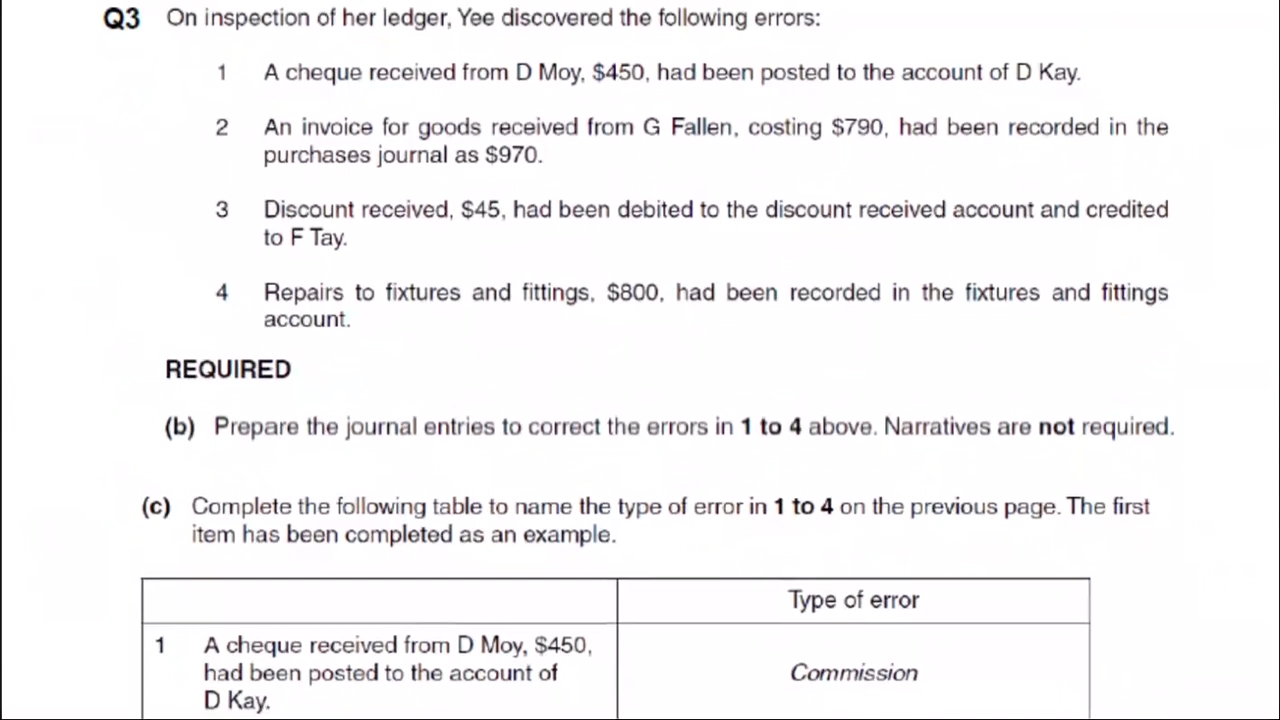 Q3 On inspection of her ledger, Yee discovered the following errors:
1 A cheque received from D Moy, $450, had been posted to the account of D Kay.
2 An invoice for goods received from G Fallen, costing $790, had been recorded in the
purchases journal as $970.
3 Discount received, $45, had been debited to the discount received account and credited
to F Tay.
4 Repairs to fixtures and fittings, $800, had been recorded in the fixtures and fittings
account.
REQUIRED
(b) Prepare the journal entries to correct the errors in 1 to 4 above. Narratives are not required.
(c) Complete the following table to name the type of error in 1 to 4 on the previous page. The first
item has been completed as an example.
Type of error
1 A cheque received from D Moy, $450,
had been posted to the account of
D Kay.
Commission